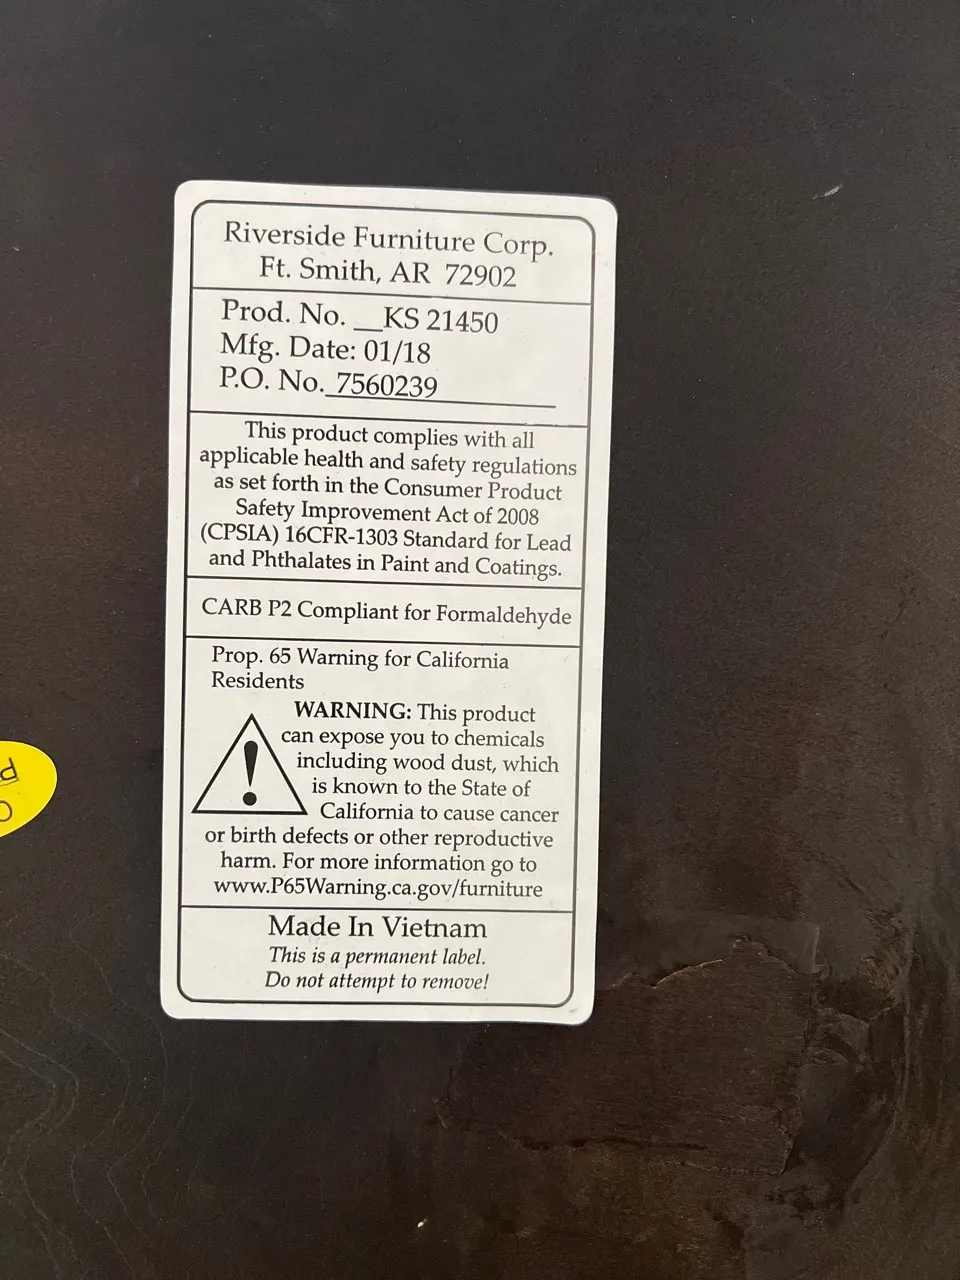 Riverside Furniture Corp.
Ft. Smith, AR 72902
Prod. No. __KS 21450
Mfg. Date: 01/18
P.O. No. 7560239
This product complies with all
applicable health and safety regulations
as set forth in the Consumer Product
Safety Improvement Act of 2008
(CPSIA) 16CFR-1303 Standard for Lead
and Phthalates in Paint and Coatings.
CARB P2 Compliant for Formaldehyde
Prop. 65 Warning for California
Residents
WARNING: This product
can expose you to chemicals
including wood dust, which
is known to the State of
California to cause cancer
or birth defects or other reproductive
harm. For more information go to
www.P65Warning.ca.gov/furniture
Made In Vietnam
This is a permanent label.
Do not attempt to remove!